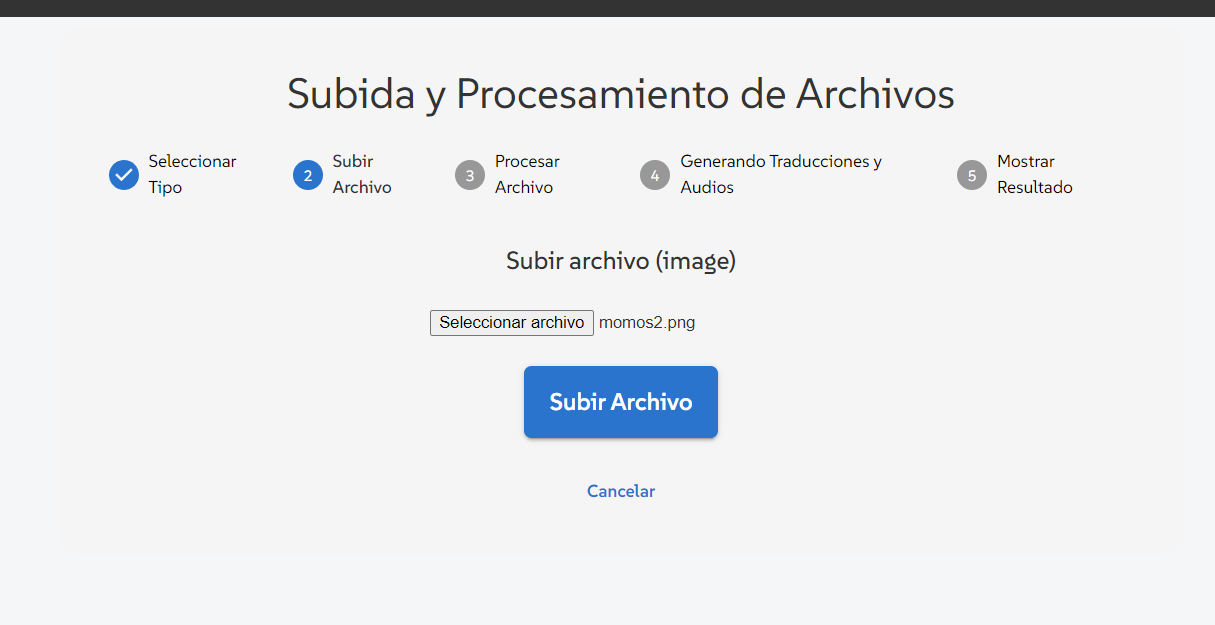 Subida y Procesamiento de Archivos
Seleccionar
Tipo
2
Subir
Archivo
3
Procesar
Archivo
4
Generando Traducciones y
Audios
5
Mostrar
Resultado
Subir archivo (image)
Seleccionar archivo momos2.png
Subir Archivo
Cancelar